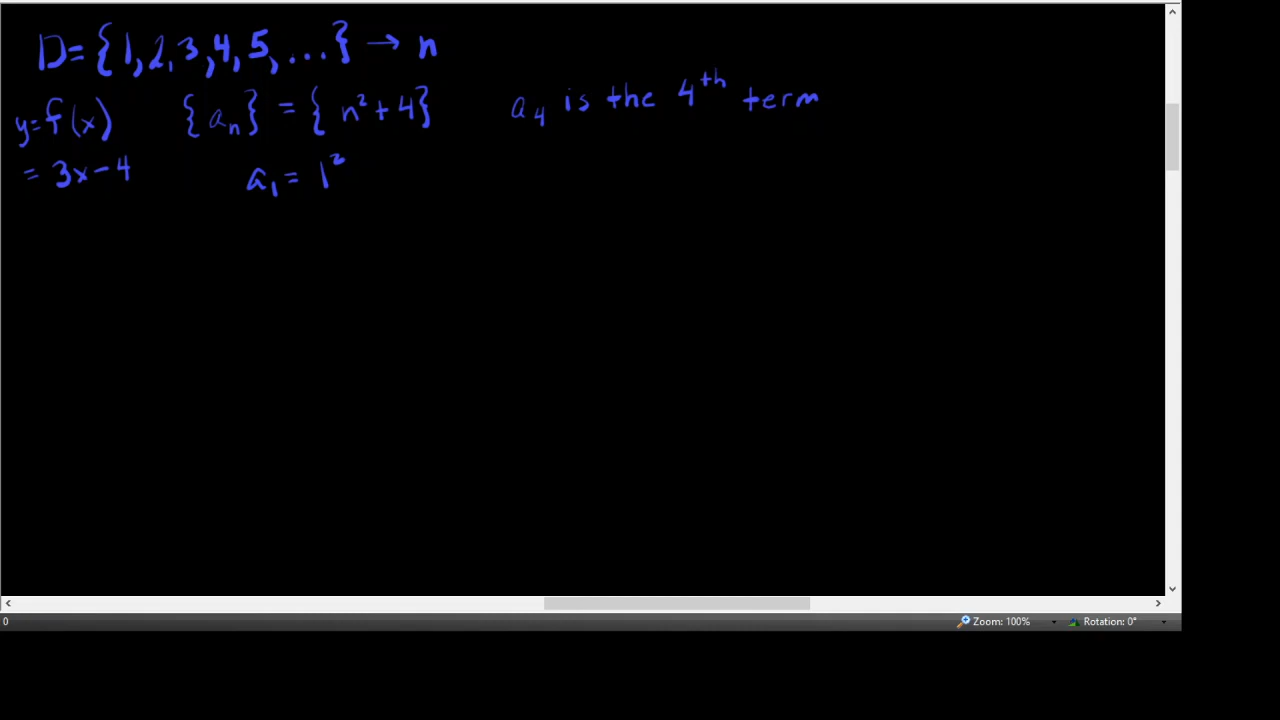 D = {1, 2, 3, 4, 5, ...} → n
y = f(x) {aₙ} = {n² + 4} a₄ is the 4ᵗʰ term
= 3x - 4 a₁ = 1²
0 Zoom: 100% Rotation: 0°